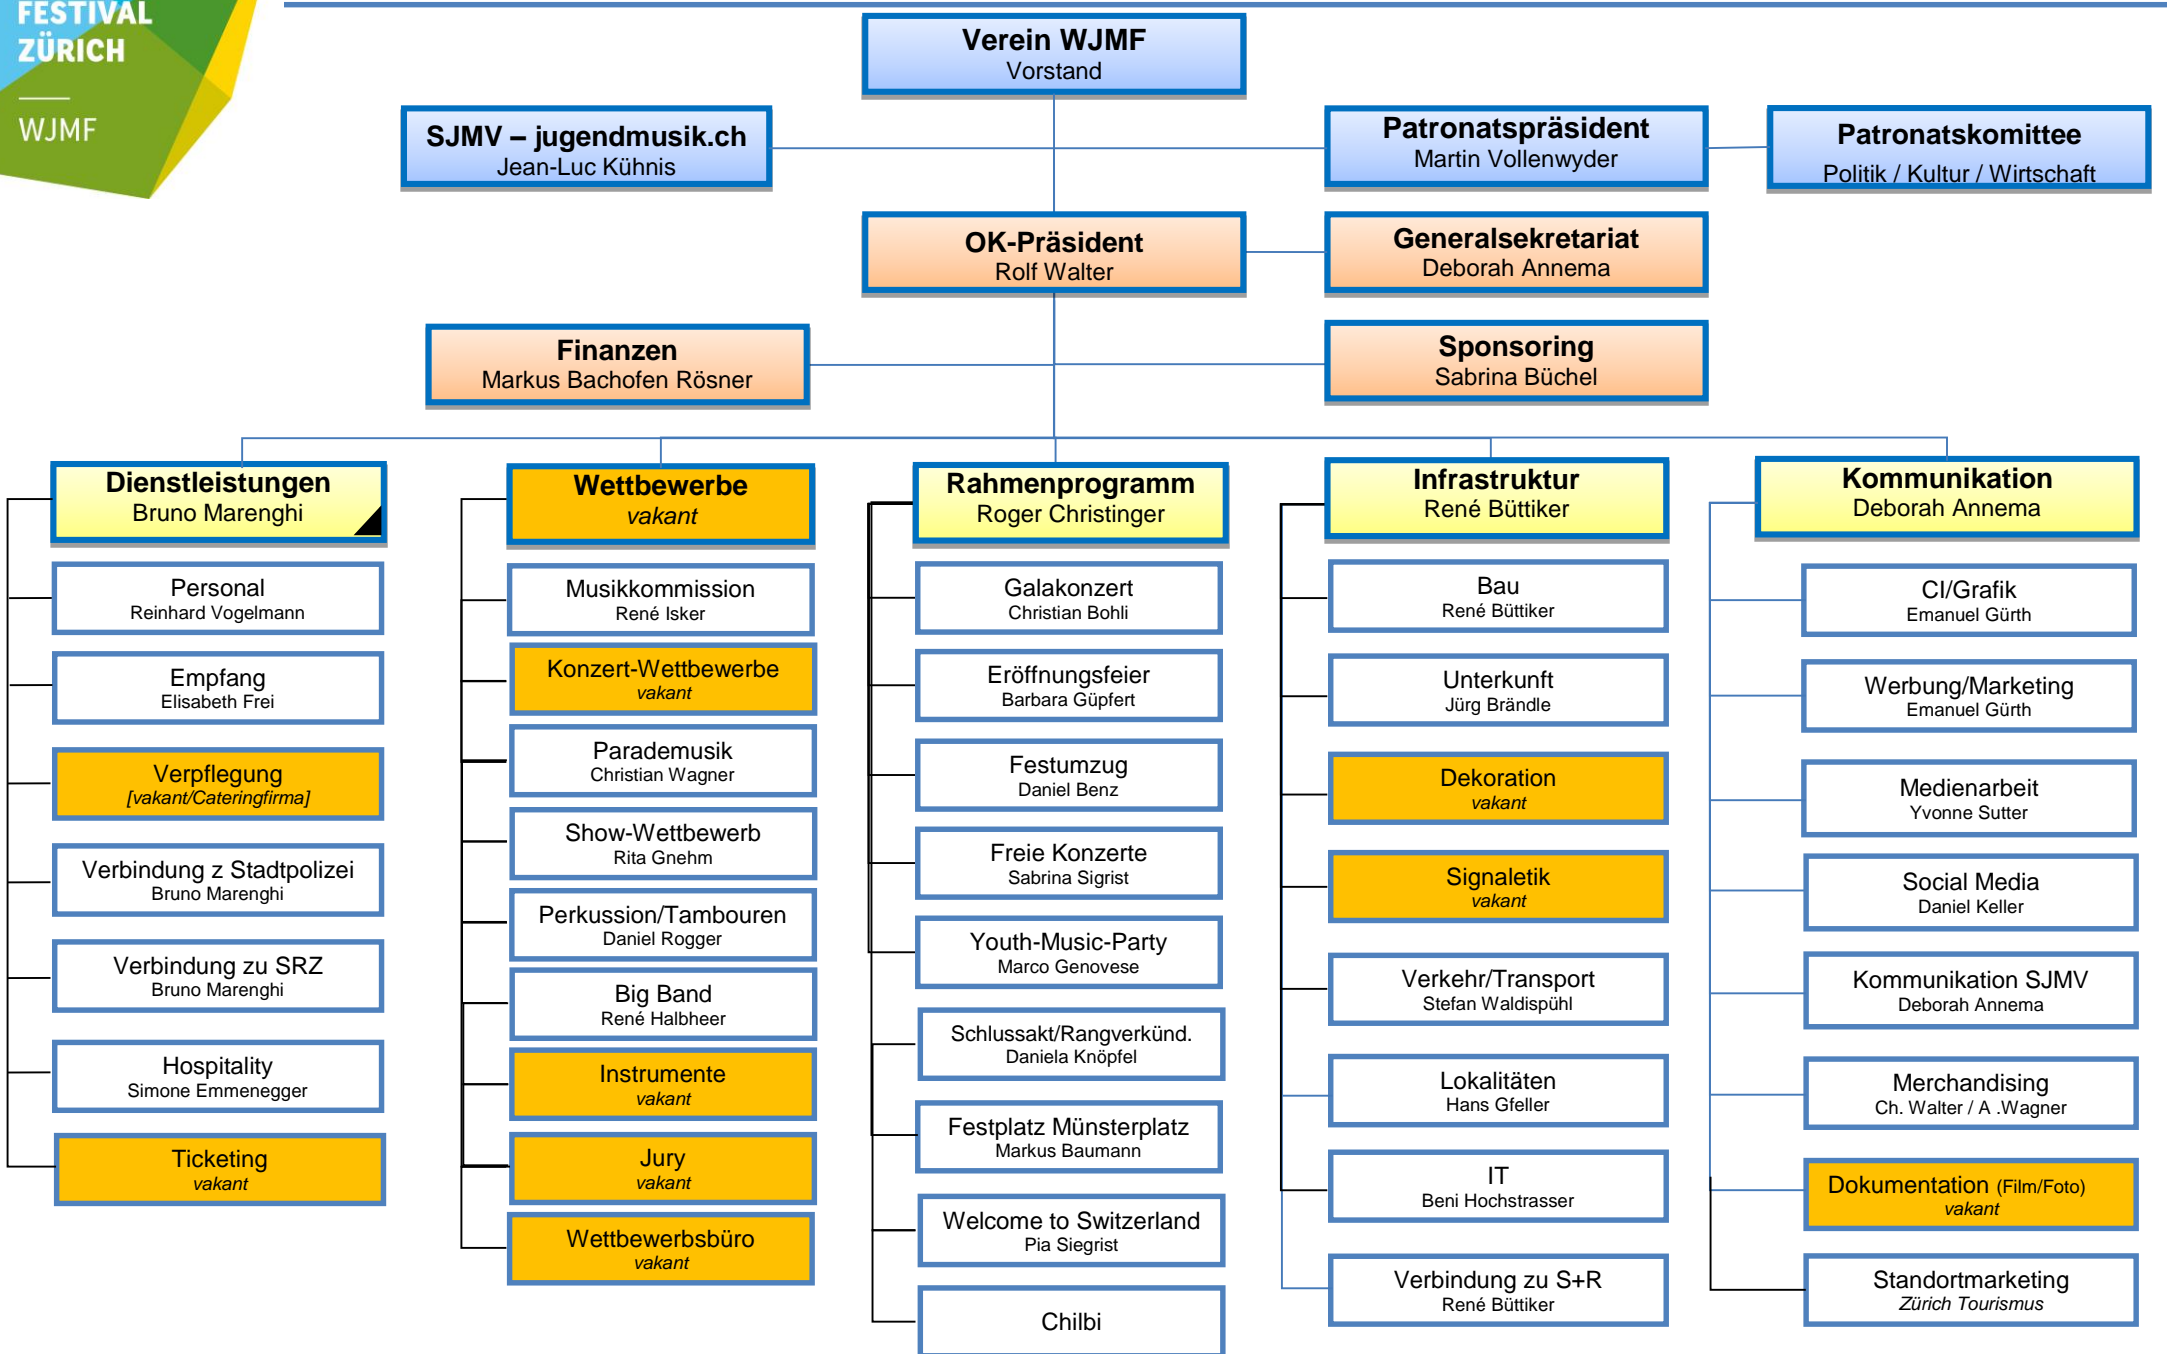 FESTIVAL
ZÜRICH
WJMF
Verein WJMF
Vorstand
SJMV – jugendmusik.ch
Jean-Luc Kühnis
Patronatspräsident
Martin Vollenwyder
Patronatskomittee
Politik / Kultur / Wirtschaft
OK-Präsident
Rolf Walter
Generalsekretariat
Deborah Annema
Finanzen
Markus Bachofen Rösner
Sponsoring
Sabrina Büchel
Dienstleistungen
Bruno Marenghi
Personal
Reinhard Vogelmann
Empfang
Elisabeth Frei
Verpflegung
[vakant/Cateringfirma]
Verbindung z Stadtpolizei
Bruno Marenghi
Verbindung zu SRZ
Bruno Marenghi
Hospitality
Simone Emmenegger
Ticketing
vakant
Wettbewerbe
vakant
Musikkommission
René Isker
Konzert-Wettbewerbe
vakant
Parademusik
Christian Wagner
Show-Wettbewerb
Rita Gnehm
Perkussion/Tambouren
Daniel Rogger
Big Band
René Halbheer
Instrumente
vakant
Jury
vakant
Wettbewerbsbüro
vakant
Rahmenprogramm
Roger Christinger
Galakonzert
Christian Bohli
Eröffnungsfeier
Barbara Güpfert
Festumzug
Daniel Benz
Freie Konzerte
Sabrina Sigrist
Youth-Music-Party
Marco Genovese
Schlussakt/Rangverkünd.
Daniela Knöpfel
Festplatz Münsterplatz
Markus Baumann
Welcome to Switzerland
Pia Siegrist
Chilbi
Infrastruktur
René Büttiker
Bau
René Büttiker
Unterkunft
Jürg Brändle
Dekoration
vakant
Signaletik
vakant
Verkehr/Transport
Stefan Waldispühl
Lokalitäten
Hans Gfeller
IT
Beni Hochstrasser
Verbindung zu S+R
René Büttiker
Kommunikation
Deborah Annema
CI/Grafik
Emanuel Gürth
Werbung/Marketing
Emanuel Gürth
Medienarbeit
Yvonne Sutter
Social Media
Daniel Keller
Kommunikation SJMV
Deborah Annema
Merchandising
Ch. Walter / A .Wagner
Dokumentation (Film/Foto)
vakant
Standortmarketing
Zürich Tourismus